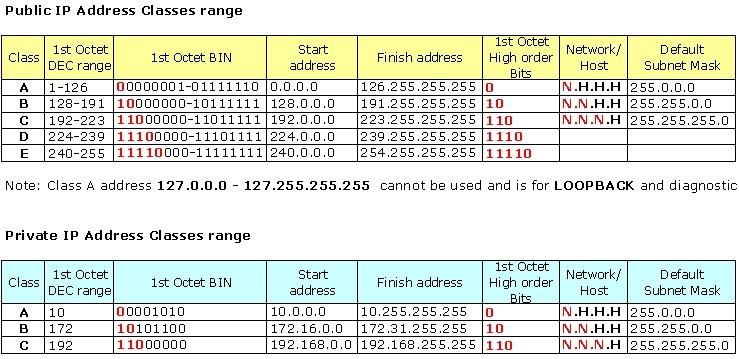 Public IP Address Classes range
Class 1st Octet DEC range 1st Octet BIN Start address Finish address 1st Octet High order Bits Network/ Host Default Subnet Mask
A 1-126 00000001-01111110 0.0.0.0 126.255.255.255 0 N.H.H.H 255.0.0.0
B 128-191 10000000-10111111 128.0.0.0 191.255.255.255 10 N.N.H.H 255.255.0.0
C 192-223 11000000-11011111 192.0.0.0 223.255.255.255 110 N.N.N.H 255.255.255.0
D 224-239 11100000-11101111 224.0.0.0 239.255.255.255 1110
E 240-255 11110000-11111111 240.0.0.0 254.255.255.255 11110
Note: Class A address 127.0.0.0 - 127.255.255.255 cannot be used and is for LOOPBACK and diagnostic
Private IP Address Classes range
Class 1st Octet DEC range 1st Octet BIN Start address Finish address 1st Octet High order Bits Network/ Host Default Subnet Mask
A 10 00001010 10.0.0.0 10.255.255.255 0 N.H.H.H 255.0.0.0
B 172 10101100 172.16.0.0 172.31.255.255 10 N.N.H.H 255.255.0.0
C 192 11000000 192.168.0.0 192.168.255.255 110 N.N.N.H 255.255.255.0